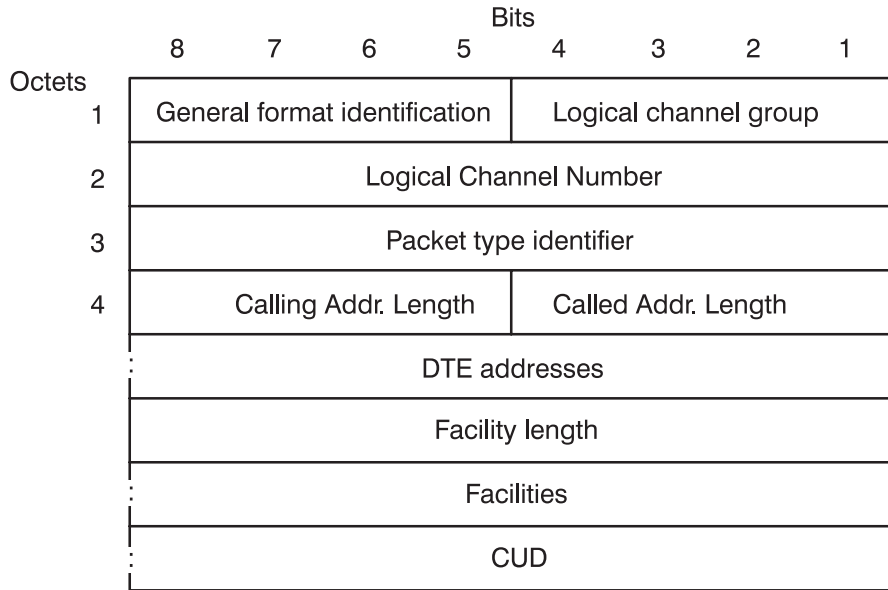 Bits
8 7 6 5 4 3 2 1
Octets
1 General format identification Logical channel group
2 Logical Channel Number
3 Packet type identifier
4 Calling Addr. Length Called Addr. Length
DTE addresses
Facility length
Facilities
CUD